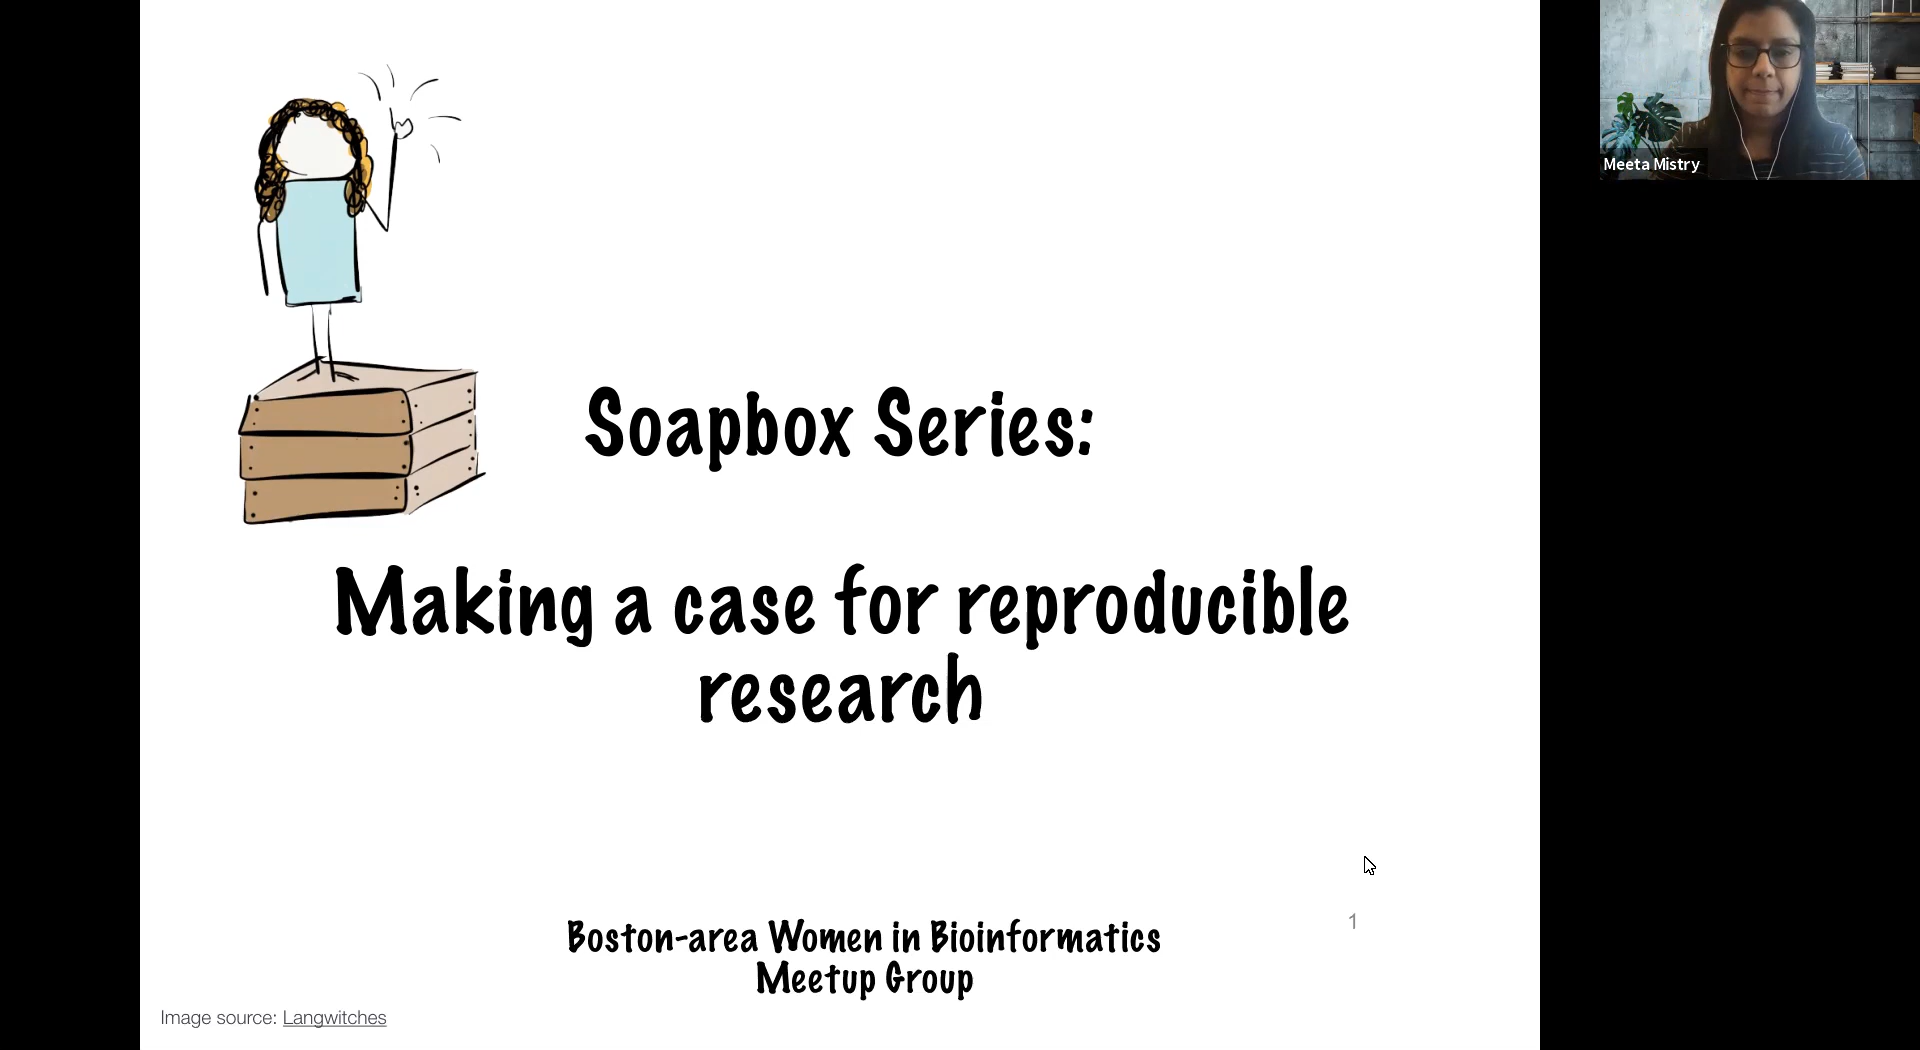 Meeta Mistry
Soapbox Series:
Making a case for reproducible
research
Boston-area Women in Bioinformatics
Meetup Group
1
Image source: Langwitches